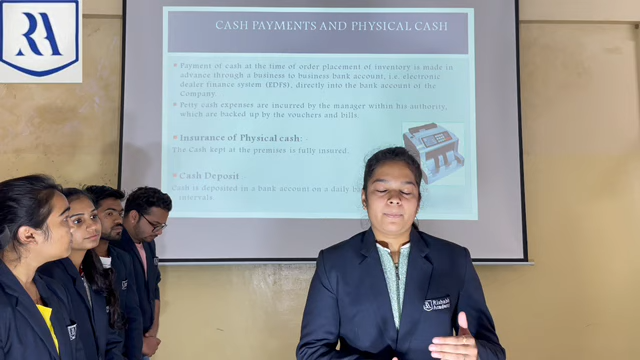 RA
CASH PAYMENTS AND PHYSICAL CASH
Payment of cash at the time of order placement of inventory is made in
advance through a business to business bank account, i.e. electronic
dealer finance system (EDFS), directly into the bank account of the
Company.
Petty cash expenses are incurred by the manager within his authority,
which are backed up by the vouchers and bills.
Insurance of Physical cash:
The Cash kept at the premises is fully insured.
Cash Deposit
Cash is deposited in a bank account on a daily
intervals.
Rishabh
Academy